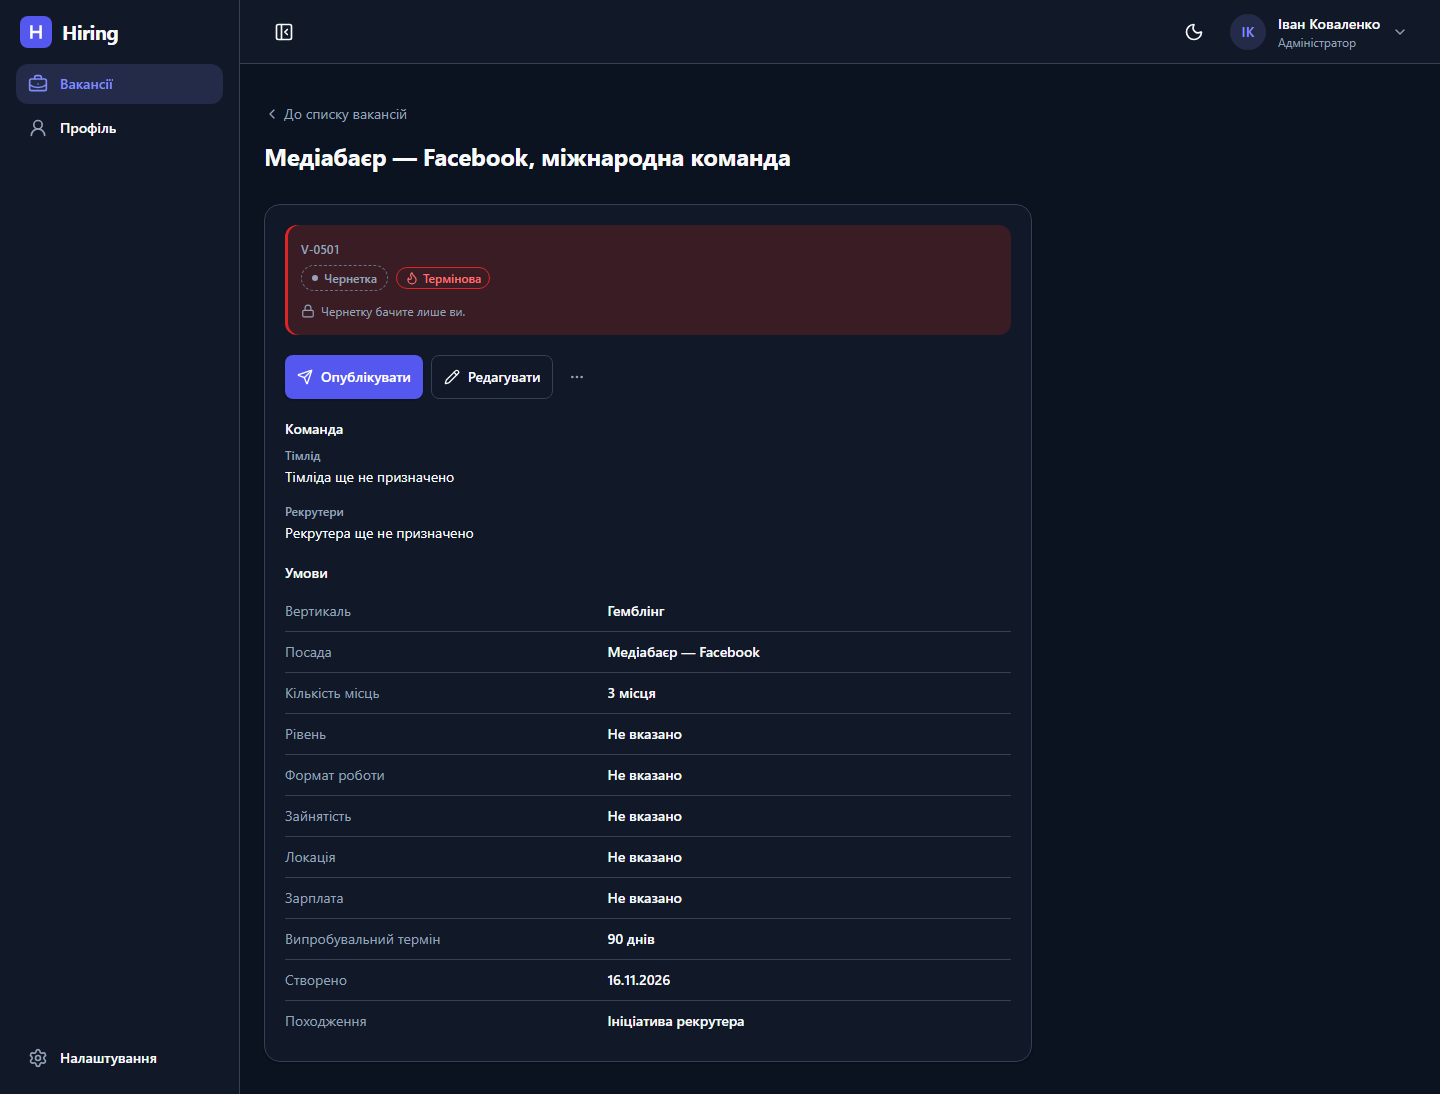 H Hiring
Вакансії
Профіль
Налаштування
ІК
Іван Коваленко
Адміністратор
До списку вакансій
Медіабаєр — Facebook, міжнародна команда
V-0501
Чернетка
Термінова
Чернетку бачите лише ви.
Опублікувати
Редагувати
...
Команда
Тімлід
Тімліда ще не призначено
Рекрутери
Рекрутера ще не призначено
Умови
Вертикаль Гемблінг
Посада Медіабаєр — Facebook
Кількість місць 3 місця
Рівень Не вказано
Формат роботи Не вказано
Зайнятість Не вказано
Локація Не вказано
Зарплата Не вказано
Випробувальний термін 90 днів
Створено 16.11.2026
Походження Ініціатива рекрутера